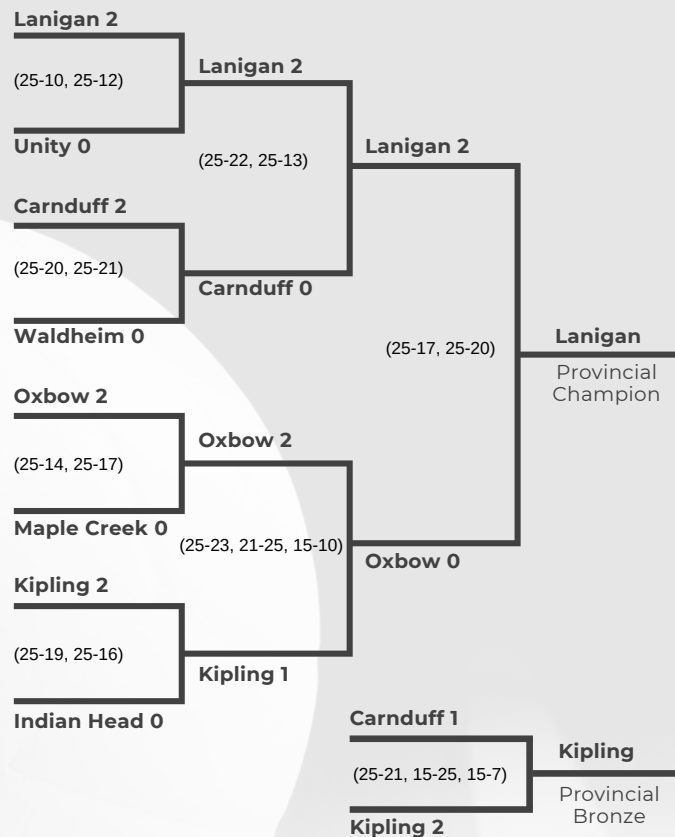 Lanigan 2
(25-10, 25-12)
Unity 0
Carnduff 2
(25-20, 25-21)
Waldheim 0
Oxbow 2
(25-14, 25-17)
Maple Creek 0
Kipling 2
(25-19, 25-16)
Indian Head 0
Lanigan 2
(25-22, 25-13)
Carnduff 0
Oxbow 2
(25-23, 21-25, 15-10)
Kipling 1
Lanigan 2
(25-17, 25-20)
Oxbow 0
Lanigan
Provincial
Champion
Carnduff 1
(25-21, 15-25, 15-7)
Kipling 2
Kipling
Provincial
Bronze